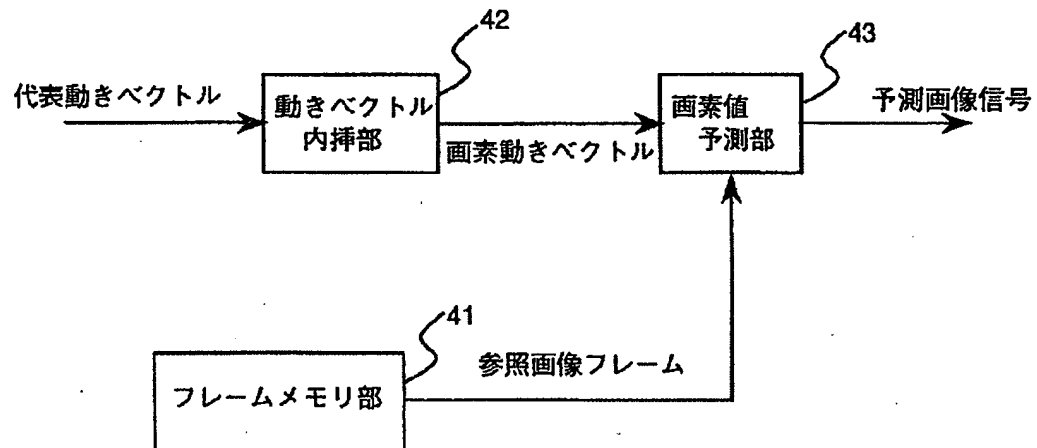 42
43
代表動きベクトル
動きベクトル
内挿部
画素動きベクトル
画素値
予測部
予測画像信号
41
参照画像フレーム
フレームメモリ部